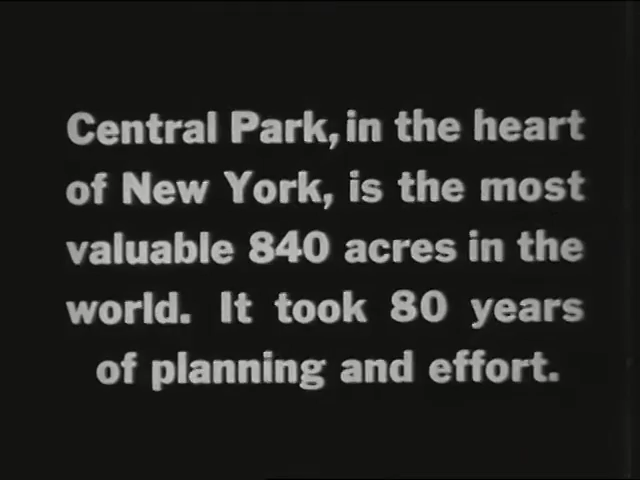 Central Park, in the heart
of New York, is the most
valuable 840 acres in the
world. It took 80 years
of planning and effort.